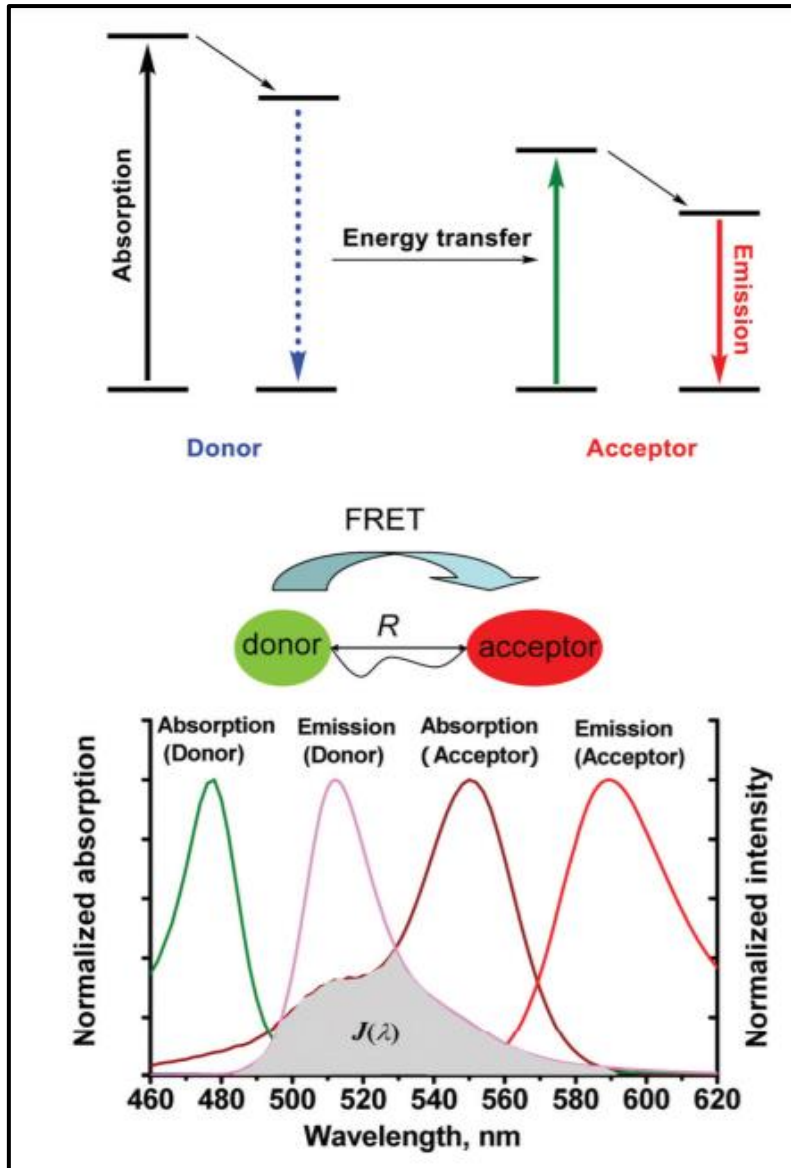 Absorption
Energy transfer
Emission
Donor
Acceptor
FRET
donor
R
acceptor
Absorption
(Donor)
Emission
(Donor)
Absorption
(Acceptor)
Emission
(Acceptor)
Normalized absorption
Normalized intensity
J(λ)
460 480 500 520 540 560 580 600 620
Wavelength, nm